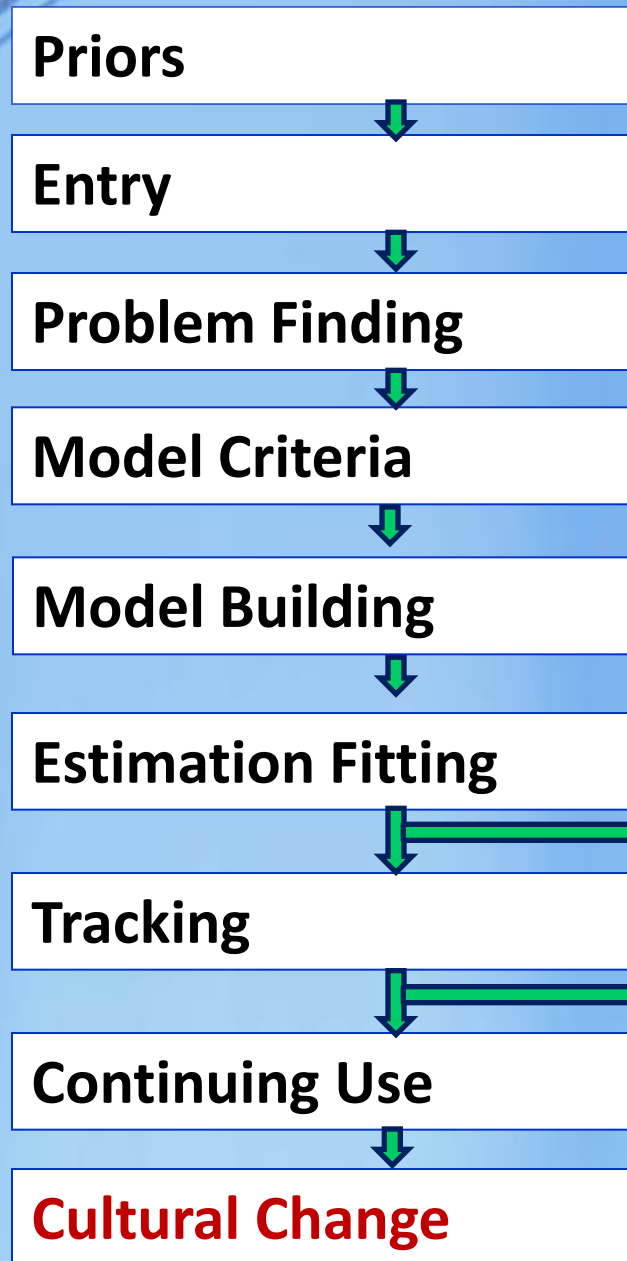 Priors
Entry
Problem Finding
Model Criteria
Model Building
Estimation Fitting
Tracking
Continuing Use
Cultural Change